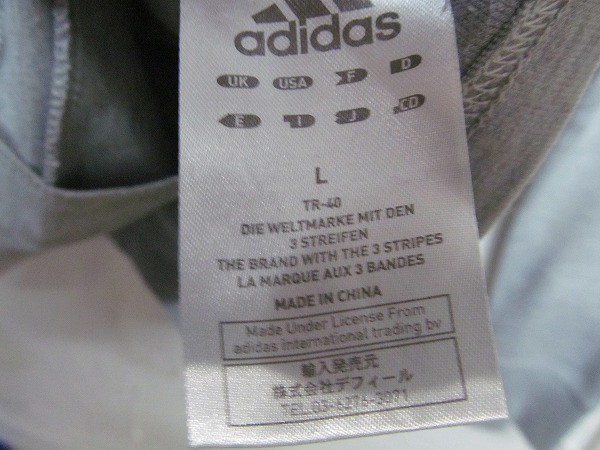 adidas
UK USA F D
E I J CD
L
TR-40
DIE WELTMARKE MIT DEN
3 STREIFEN
THE BRAND WITH THE 3 STRIPES
LA MARQUE AUX 3 BANDES
MADE IN CHINA
Made Under License From
adidas international trading bv
輸入発売元
株式会社デフィール